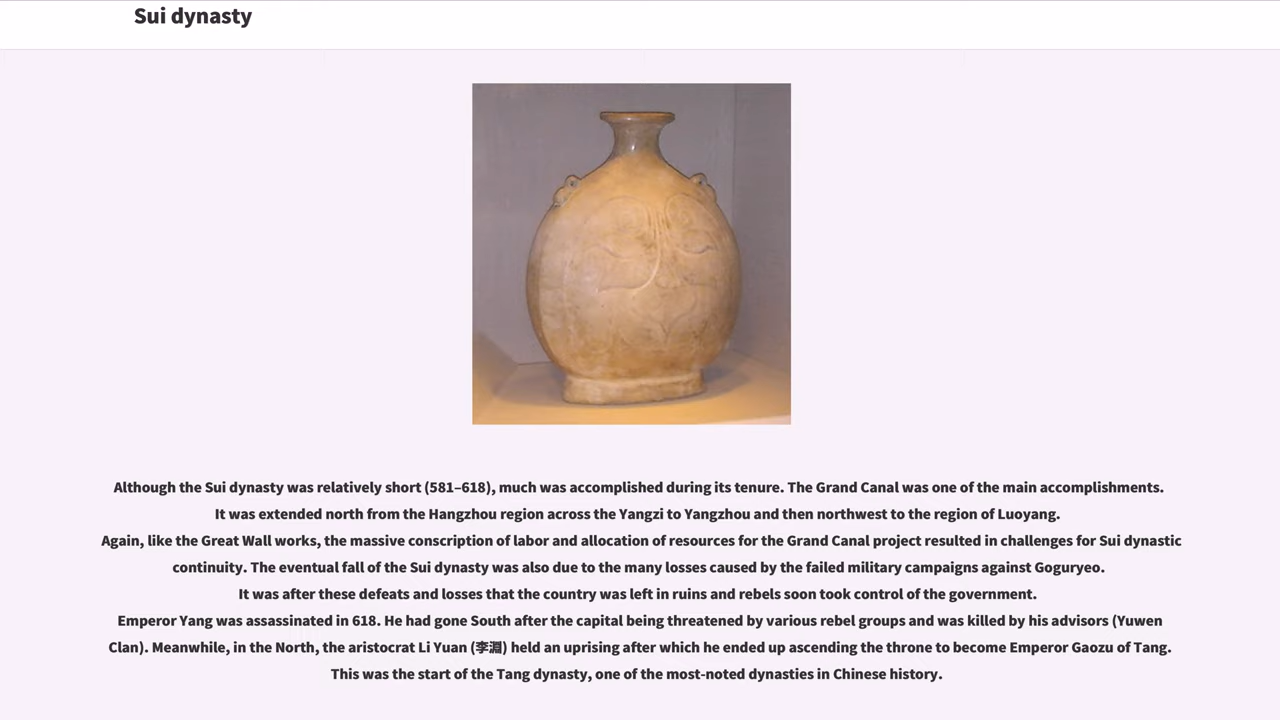 Sui dynasty
Although the Sui dynasty was relatively short (581–618), much was accomplished during its tenure. The Grand Canal was one of the main accomplishments.
It was extended north from the Hangzhou region across the Yangzi to Yangzhou and then northwest to the region of Luoyang.
Again, like the Great Wall works, the massive conscription of labor and allocation of resources for the Grand Canal project resulted in challenges for Sui dynastic
continuity. The eventual fall of the Sui dynasty was also due to the many losses caused by the failed military campaigns against Goguryeo.
It was after these defeats and losses that the country was left in ruins and rebels soon took control of the government.
Emperor Yang was assassinated in 618. He had gone South after the capital being threatened by various rebel groups and was killed by his advisors (Yuwen
Clan). Meanwhile, in the North, the aristocrat Li Yuan (李淵) held an uprising after which he ended up ascending the throne to become Emperor Gaozu of Tang.
This was the start of the Tang dynasty, one of the most-noted dynasties in Chinese history.